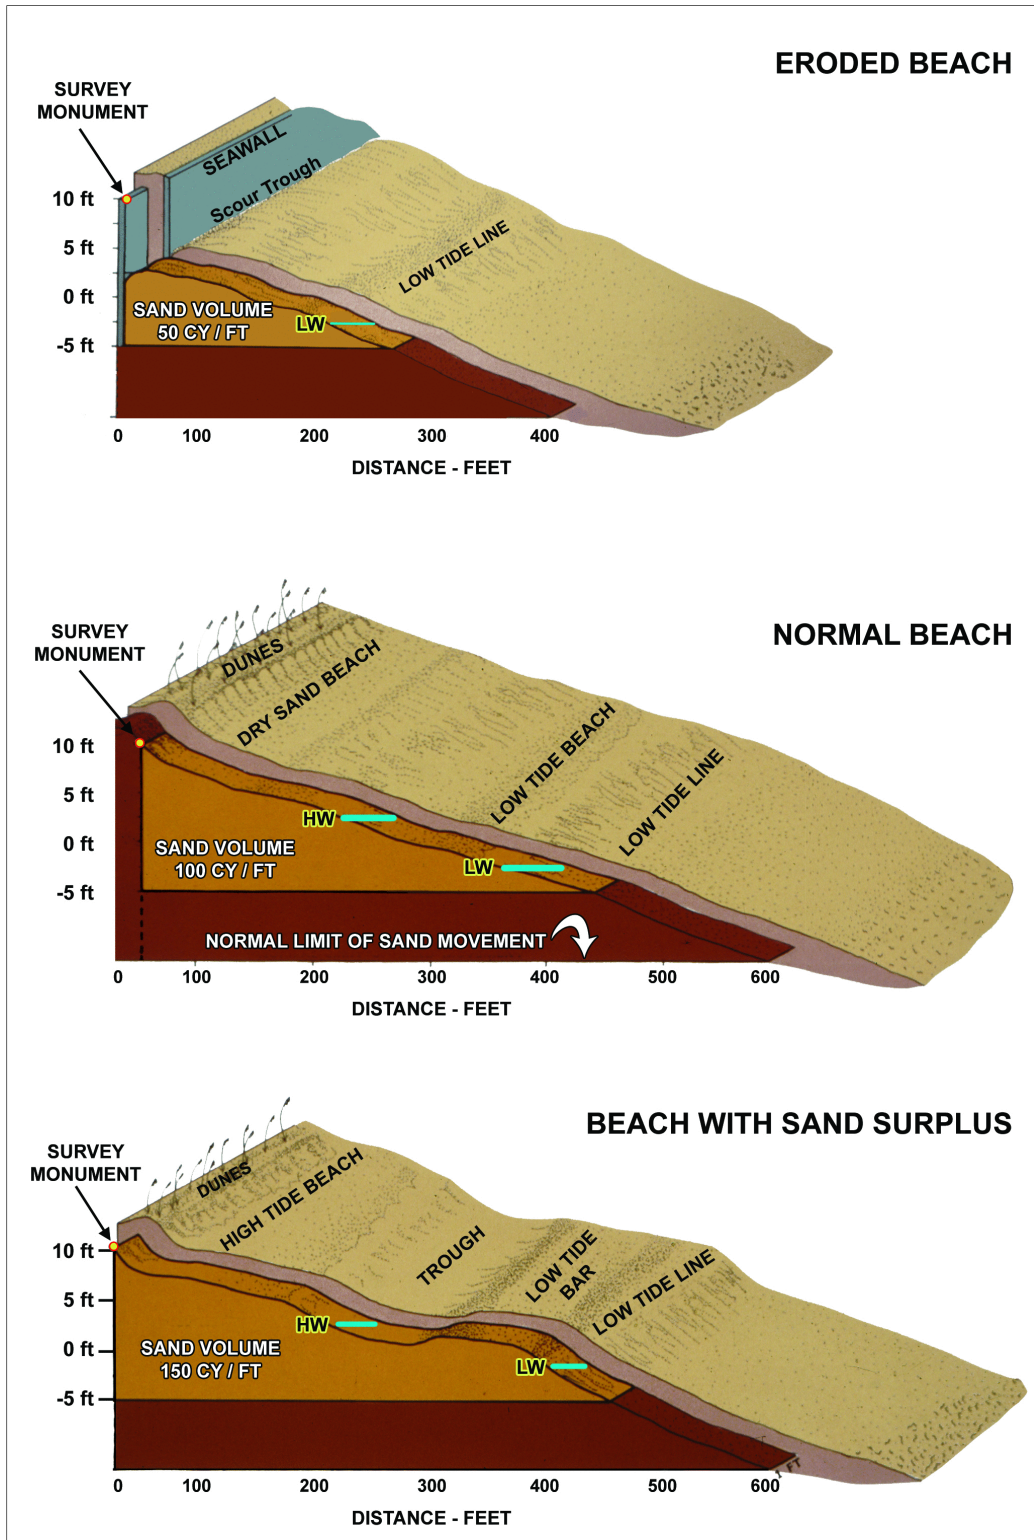 ERODED BEACH
SURVEY
MONUMENT
SEAWALL
Scour Trough
LOW TIDE LINE
10 ft
5 ft
0 ft
-5 ft
SAND VOLUME
50 CY / FT
LW
0 100 200 300 400
DISTANCE - FEET
NORMAL BEACH
SURVEY
MONUMENT
DUNES
DRY SAND BEACH
LOW TIDE BEACH
LOW TIDE LINE
10 ft
5 ft
0 ft
-5 ft
HW
SAND VOLUME
100 CY / FT
LW
NORMAL LIMIT OF SAND MOVEMENT
0 100 200 300 400 500 600
DISTANCE - FEET
BEACH WITH SAND SURPLUS
SURVEY
MONUMENT
DUNES
HIGH TIDE BEACH
TROUGH
LOW TIDE
BAR
LOW TIDE LINE
10 ft
5 ft
0 ft
-5 ft
HW
SAND VOLUME
150 CY / FT
LW
1 FT
0 100 200 300 400 500 600
DISTANCE - FEET